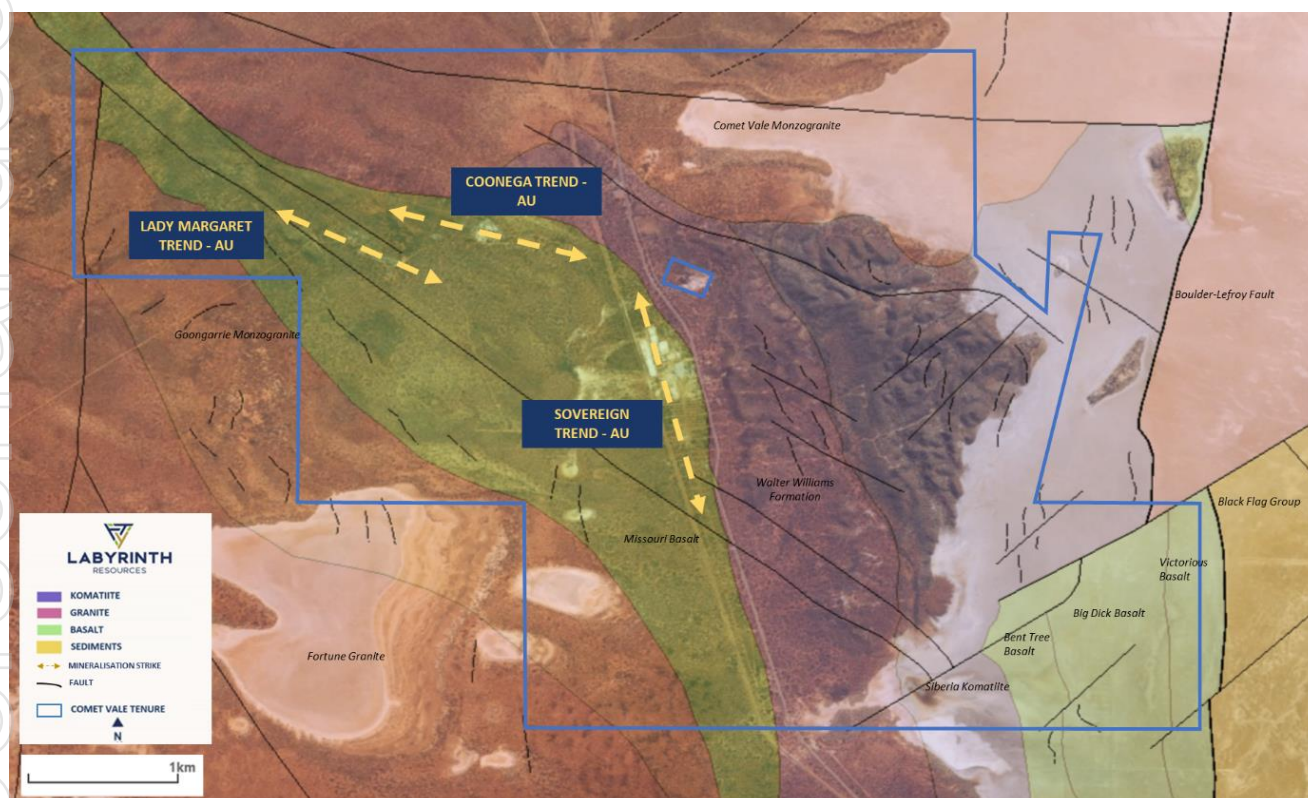 Comet Vale Monzogranite
COONEGA TREND -
AU
LADY MARGARET
TREND - AU
Boulder-Lefroy Fault
Goongarrie Monzogranite
SOVEREIGN
TREND - AU
Walter Williams
Formation
Black Flag Group
Missouri Basalt
Victorious
Basalt
Big Dick Basalt
Bent Tree
Basalt
Fortune Granite
Siberia Komatiite
LABYRINTH
RESOURCES
KOMATIITE
GRANITE
BASALT
SEDIMENTS
MINERALISATION STRIKE
FAULT
COMET VALE TENURE
N
1km